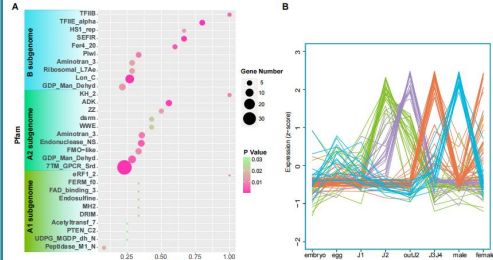 A
B
TFIIB
TFIIE_alpha
HS1_rep
SEFIR
Fer4_20
Piwi
Aminotran_3
Ribosomal_L7Ae
Lon_C
GDP_Man_Dehyd
KH_2
ADK
ZZ
dsrm
WWE
Aminotran_3
Endonuclease_NS
FMO-like
GDP_Man_Dehyd
7TM_GPCR_Srd
eRF1_2
FERM_f0
FAD_binding_3
Endosulfine
MH2
DRIM
Acetyltransf_7
PTEN_C2
UDPG_MGDP_dh_N
Peptidase_M1_N
B subgenome
A2 subgenome
A1 subgenome
Pfam
0.25
0.50
0.75
1.00
Gene Number
5
10
20
30
P Value
0.03
0.02
0.01
Expression (z-score)
3
2
1
0
−1
−2
embryo
egg
J1
J2
outJ2
J3J4
male
female